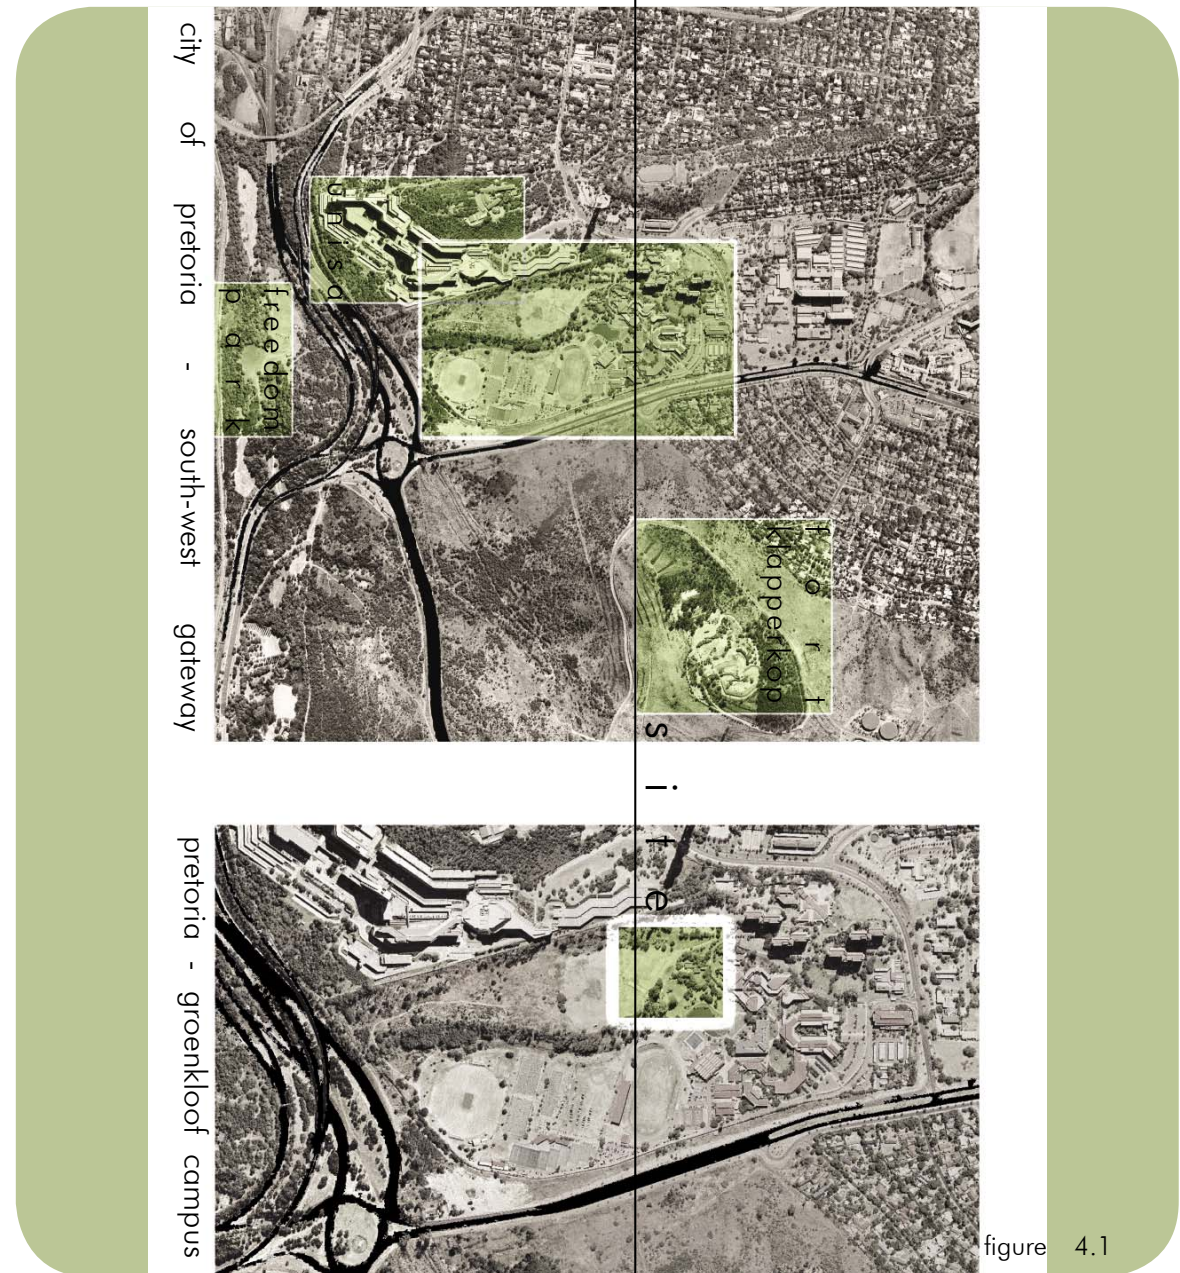 city of pretoria - south-west gateway
unisa
freedom
park
fort
klapperkop
site
pretoria - groenkloof campus
figure 4.1